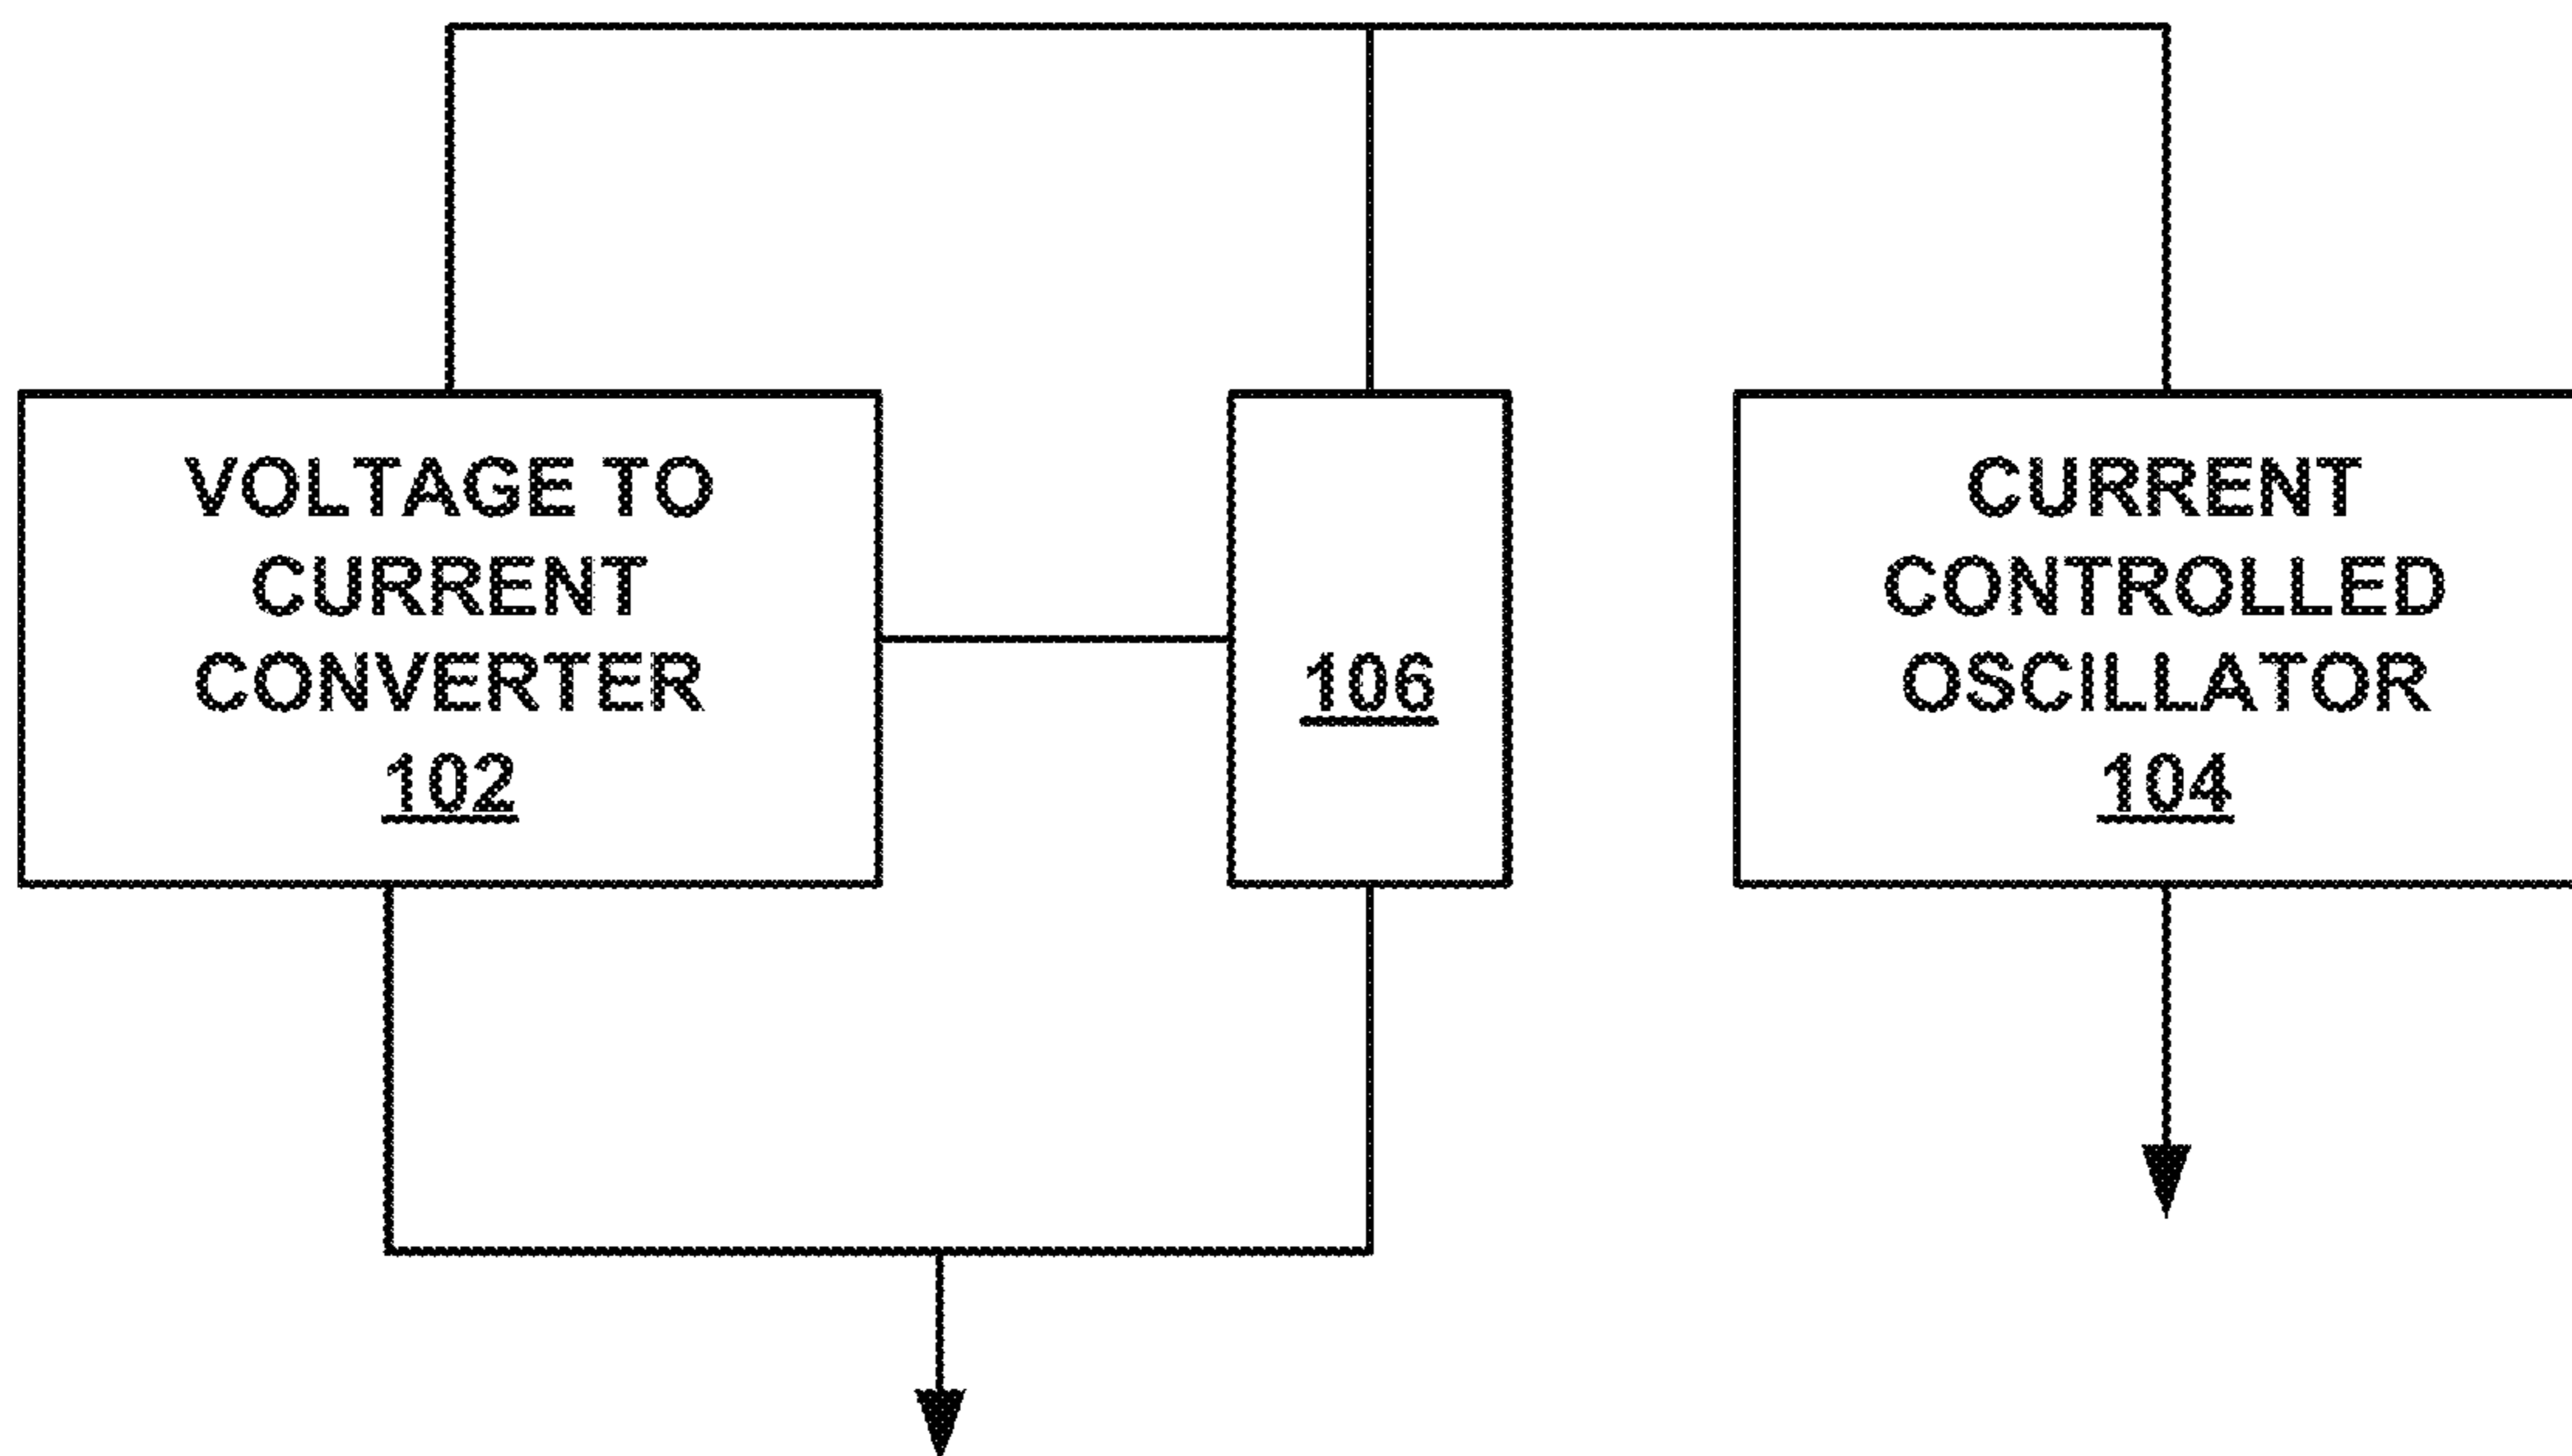 VOLTAGE TO
CURRENT
CONVERTER
102
106
CURRENT
CONTROLLED
OSCILLATOR
104